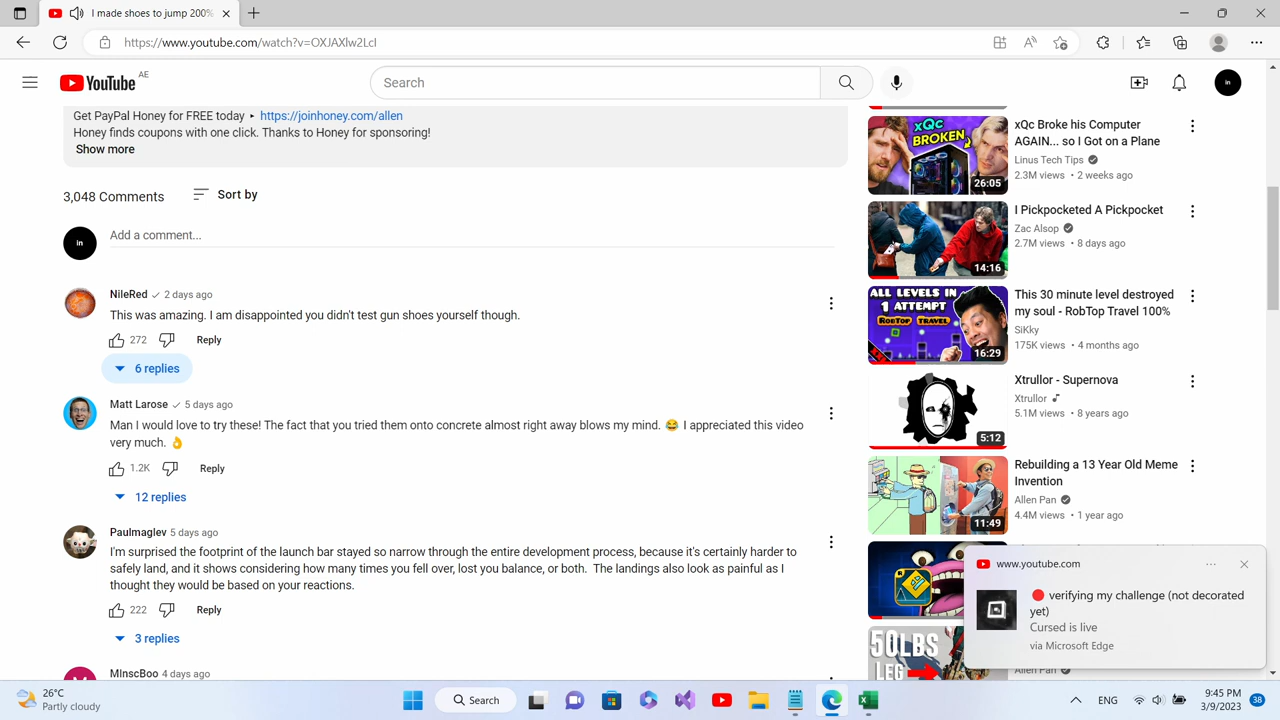 I made shoes to jump 200%
https://www.youtube.com/watch?v=OXJAXlw2LcI
YouTube
AE
Search
in
Get PayPal Honey for FREE today ▸ https://joinhoney.com/allen
Honey finds coupons with one click. Thanks to Honey for sponsoring!
Show more
3,048 Comments
Sort by
in
Add a comment...
NileRed 2 days ago
This was amazing. I am disappointed you didn't test gun shoes yourself though.
272 Reply
6 replies
Matt Larose 5 days ago
Man I would love to try these! The fact that you tried them onto concrete almost right away blows my mind. 😂 I appreciated this video
very much. 👌
1.2K Reply
12 replies
Paulmaglev 5 days ago
I'm surprised the footprint of the launch bar stayed so narrow through the entire development process, because it's certainly harder to
safely land, and it shows considering how many times you fell over, lost you balance, or both. The landings also look as painful as I
thought they would be based on your reactions.
222 Reply
3 replies
MInscBoo 4 days ago
xQc
BROKEN
26:05
xQc Broke his Computer
AGAIN... so I Got on a Plane
Linus Tech Tips
2.3M views • 2 weeks ago
14:16
I Pickpocketed A Pickpocket
Zac Alsop
2.7M views • 8 days ago
ALL LEVELS IN
1 ATTEMPT
RobTop TRAVEL
16:29
This 30 minute level destroyed
my soul - RobTop Travel 100%
SiKky
175K views • 4 months ago
5:12
Xtrullor - Supernova
Xtrullor
5.1M views • 8 years ago
11:49
Rebuilding a 13 Year Old Meme
Invention
Allen Pan
4.4M views • 1 year ago
50LBS
LEG
Allen Pan
www.youtube.com
🔴 verifying my challenge (not decorated
yet)
Cursed is live
via Microsoft Edge
26°C
Partly cloudy
Search
ENG
9:45 PM
3/9/2023
38